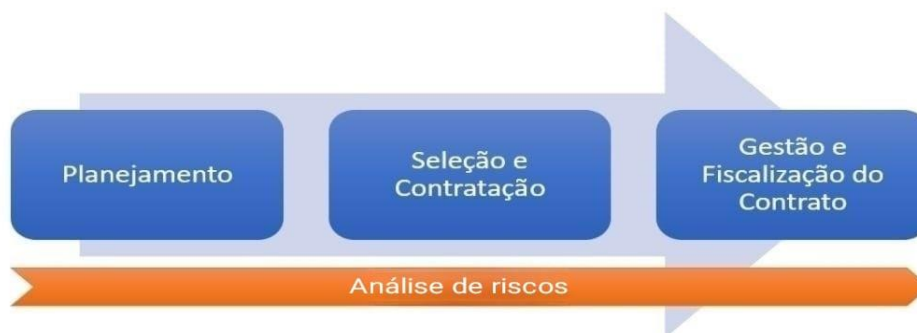 Planejamento
Seleção e
Contratação
Gestão e
Fiscalização do
Contrato
Análise de riscos